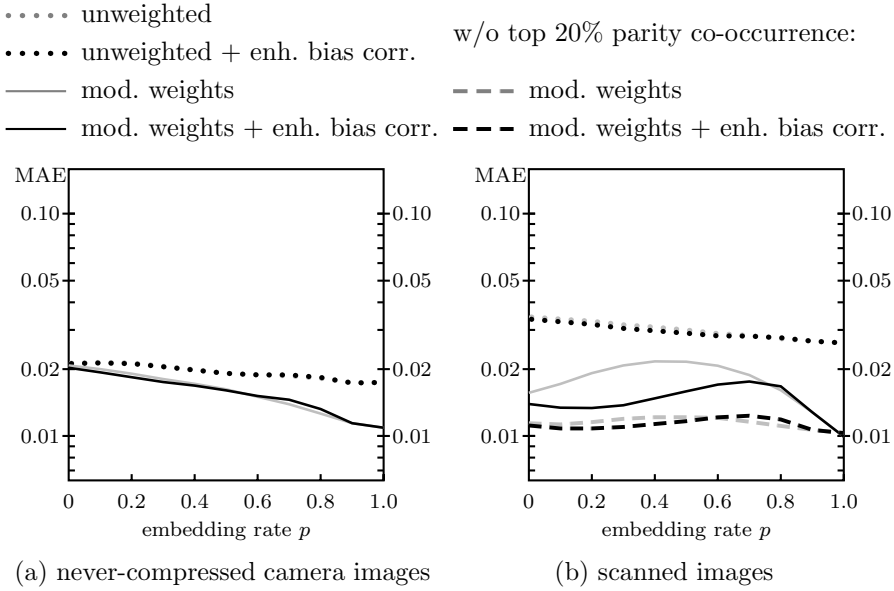 unweighted
unweighted + enh. bias corr.
mod. weights
mod. weights + enh. bias corr.
w/o top 20% parity co-occurrence:
mod. weights
mod. weights + enh. bias corr.
MAE
0.10
0.05
0.02
0.01
0.10
0.05
0.02
0.01
0 0.2 0.4 0.6 0.8 1.0
embedding rate p
(a) never-compressed camera images
MAE
0.10
0.05
0.02
0.01
0.10
0.05
0.02
0.01
0 0.2 0.4 0.6 0.8 1.0
embedding rate p
(b) scanned images